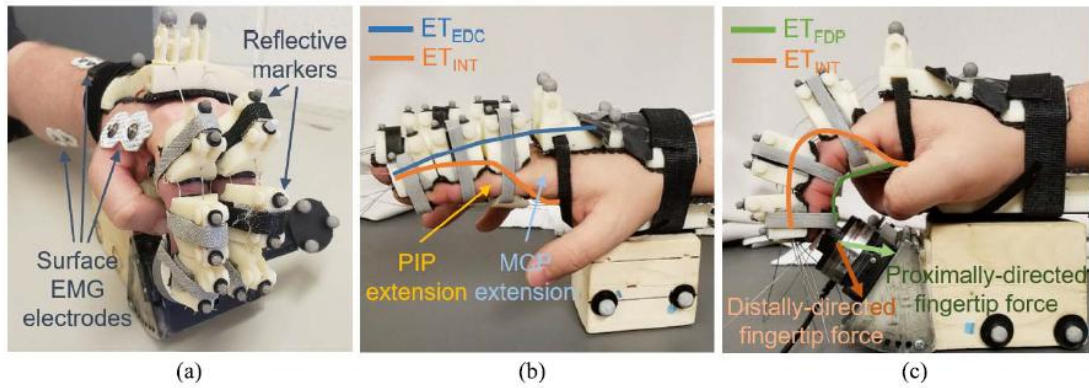 Reflective
markers
Surface
EMG
electrodes
(a)
ET_EDC
ET_INT
PIP
extension
MCP
extension
(b)
ET_FDP
ET_INT
Proximally-directed
fingertip force
Distally-directed
fingertip force
(c)